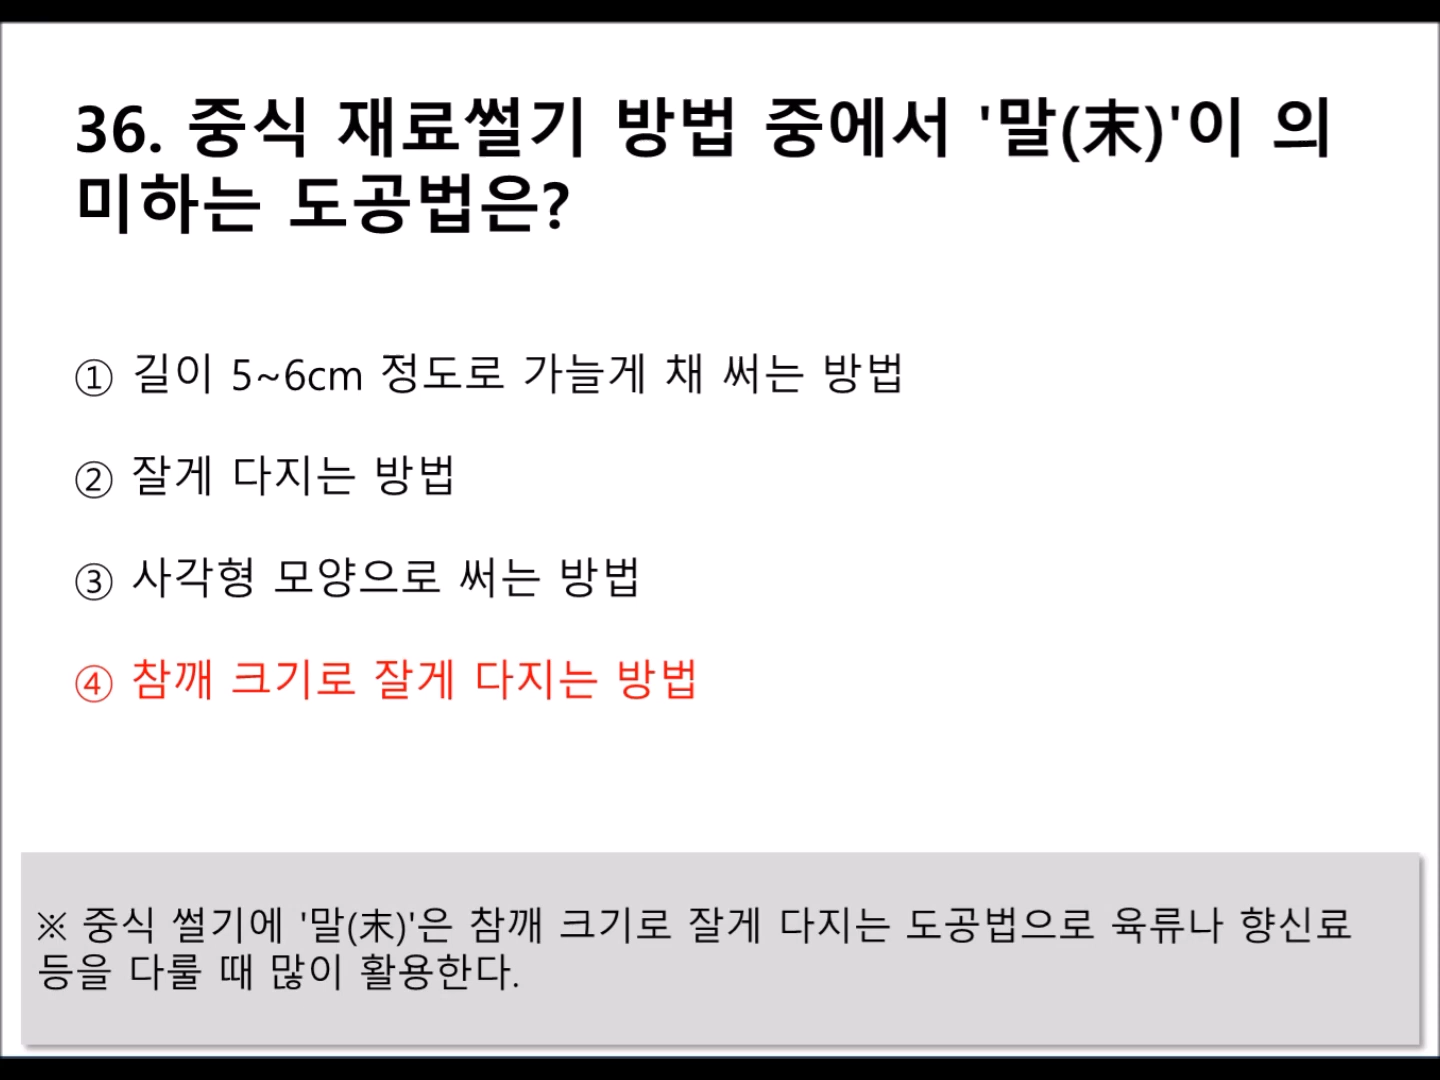 36. 중식 재료썰기 방법 중에서 '말(末)'이 의
미하는 도공법은?
① 길이 5~6cm 정도로 가늘게 채 써는 방법
② 잘게 다지는 방법
③ 사각형 모양으로 써는 방법
④ 참깨 크기로 잘게 다지는 방법
※ 중식 썰기에 '말(末)'은 참깨 크기로 잘게 다지는 도공법으로 육류나 향신료
등을 다룰 때 많이 활용한다.